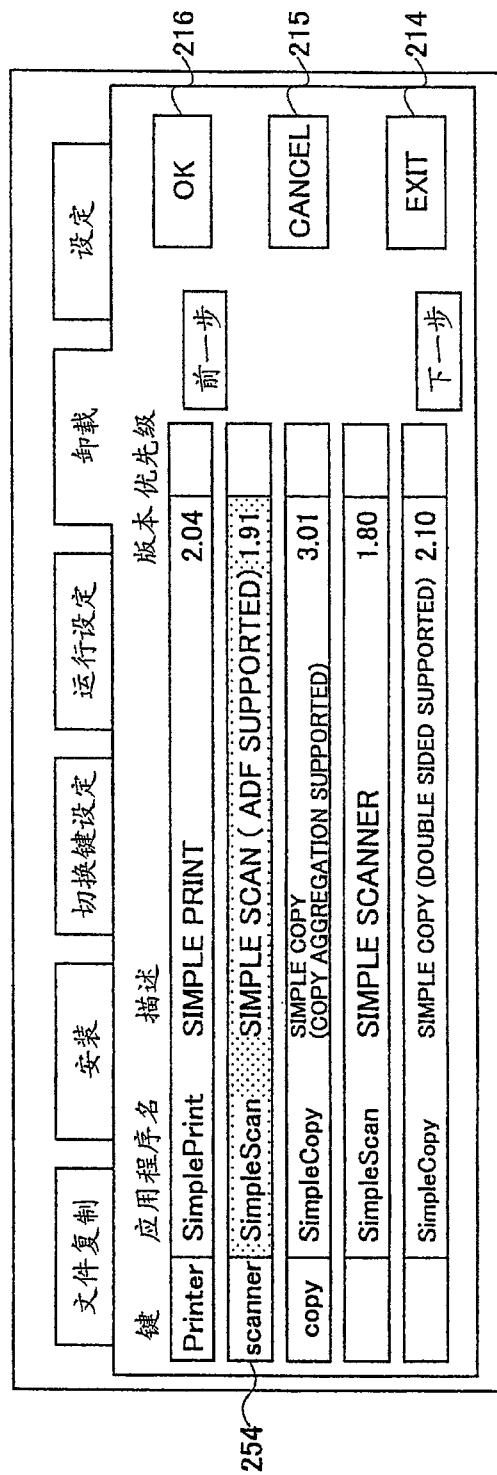 文件复制 安装 切换键设定 运行设定 卸载 设定
键 应用程序名 描述 版本 优先级
Printer SimplePrint SIMPLE PRINT 2.04
scanner SimpleScan SIMPLE SCAN ( ADF SUPPORTED) 1.91
copy SimpleCopy SIMPLE COPY
(COPY AGGREGATION SUPPORTED) 3.01
SimpleScan SIMPLE SCANNER 1.80
SimpleCopy SIMPLE COPY (DOUBLE SIDED SUPPORTED) 2.10
前一步
下一步
OK
CANCEL
EXIT
216
215
214
254